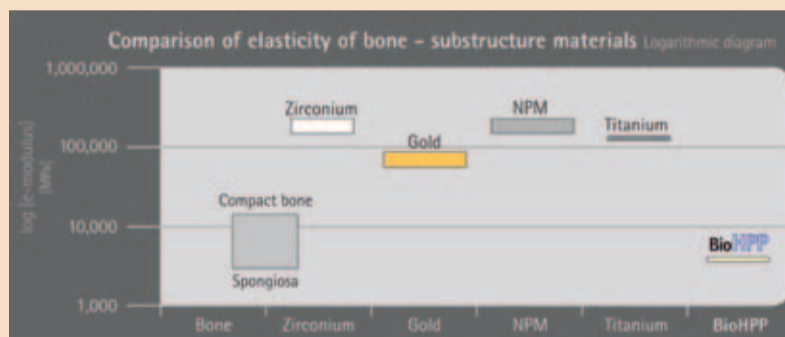 Comparison of elasticity of bone – substructure materials Logarithmic diagram
log (e-modulus)
[MPa]
1,000,000
100,000
10,000
1,000
Zirconium
NPM
Titanium
Gold
Compact bone
Spongiosa
BioHPP
Bone Zirconium Gold NPM Titanium BioHPP